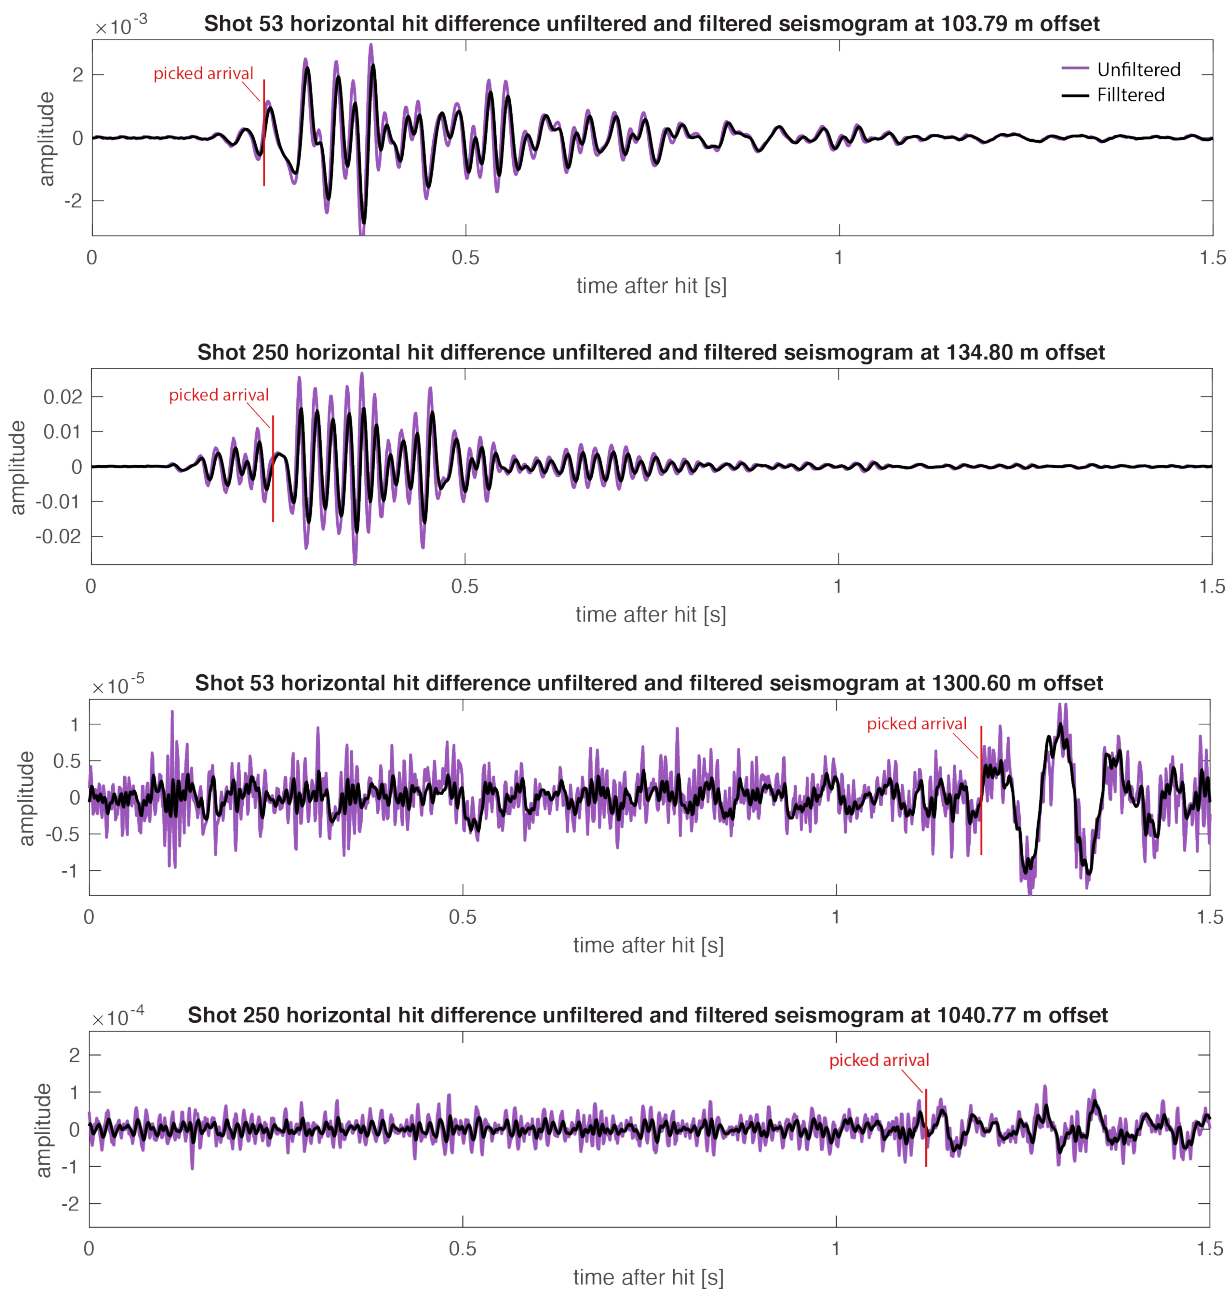 Shot 53 horizontal hit difference unfiltered and filtered seismogram at 103.79 m offset
×10⁻³
picked arrival
Unfiltered
Filltered
2
0
-2
amplitude
0
0.5
1
1.5
time after hit [s]
Shot 250 horizontal hit difference unfiltered and filtered seismogram at 134.80 m offset
picked arrival
0.02
0.01
0
-0.01
-0.02
amplitude
0
0.5
1
1.5
time after hit [s]
×10⁻⁵
Shot 53 horizontal hit difference unfiltered and filtered seismogram at 1300.60 m offset
picked arrival
1
0.5
0
-0.5
-1
amplitude
0
0.5
1
1.5
time after hit [s]
×10⁻⁴
Shot 250 horizontal hit difference unfiltered and filtered seismogram at 1040.77 m offset
picked arrival
2
1
0
-1
-2
amplitude
0
0.5
1
1.5
time after hit [s]